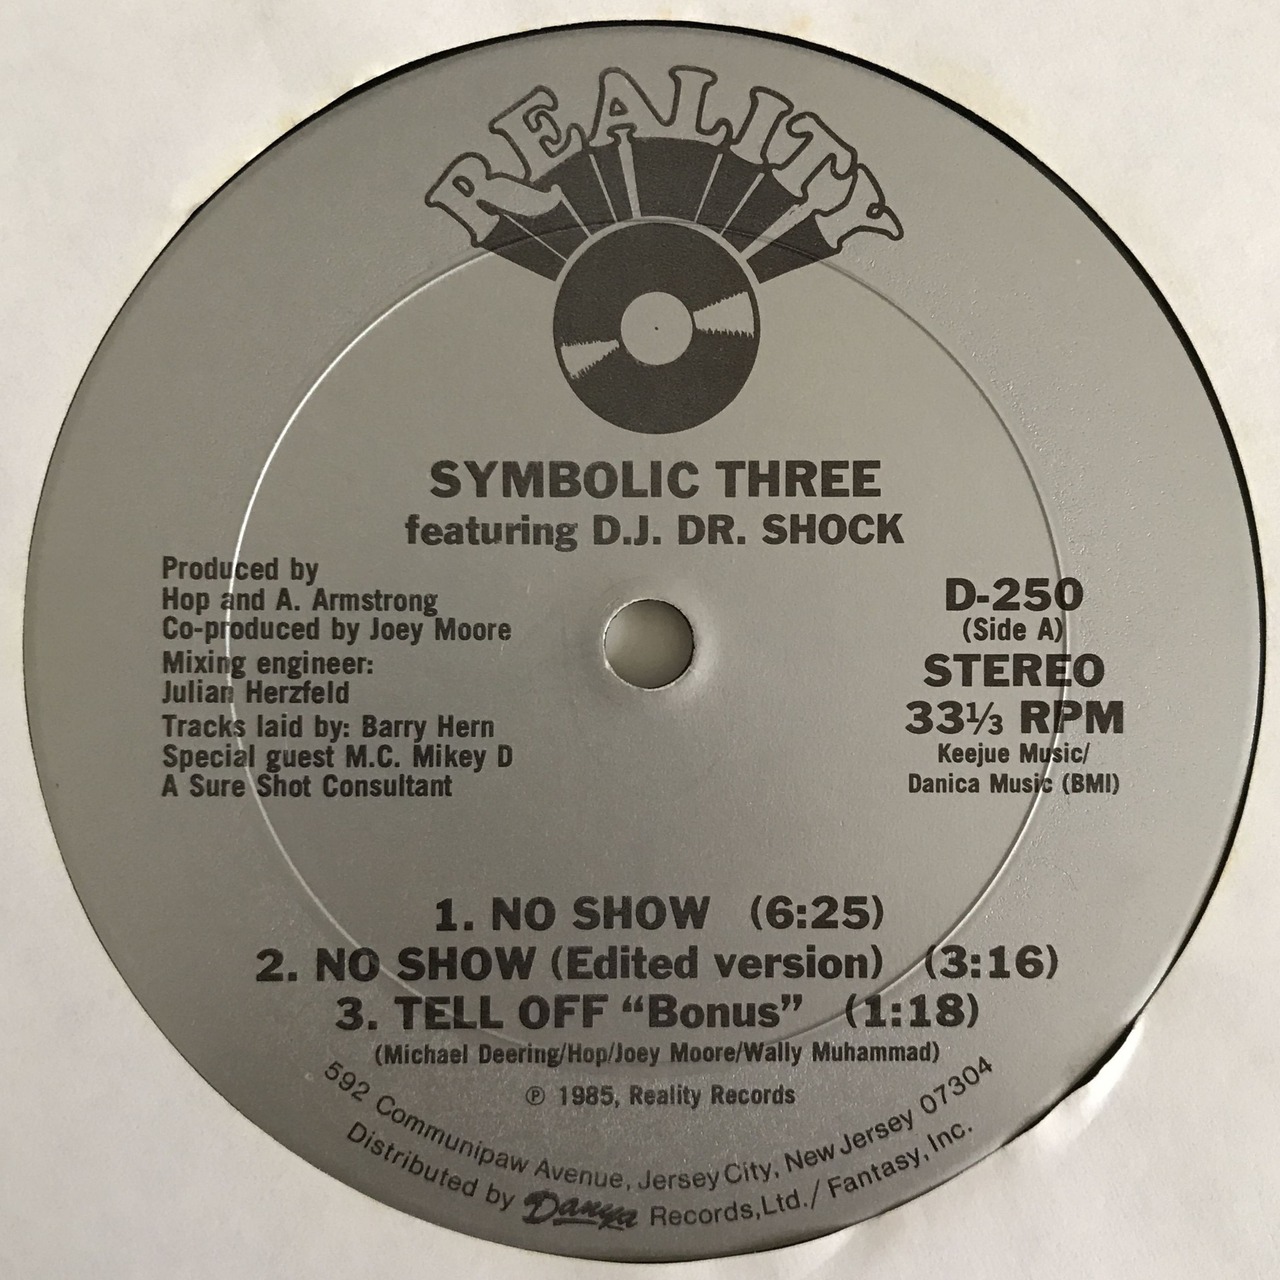 REALITY
SYMBOLIC THREE
featuring D.J. DR. SHOCK
Produced by
Hop and A. Armstrong
Co-produced by Joey Moore
Mixing engineer:
Julian Herzfeld
Tracks laid by: Barry Hern
Special guest M.C. Mikey D
A Sure Shot Consultant
D-250
(Side A)
STEREO
33⅓ RPM
Keejue Music/
Danica Music (BMI)
1. NO SHOW (6:25)
2. NO SHOW (Edited version) (3:16)
3. TELL OFF “Bonus” (1:18)
(Michael Deering/Hop/Joey Moore/Wally Muhammad)
℗ 1985, Reality Records
592 Communipaw Avenue, Jersey City, New Jersey 07304
Distributed by Danya Records, Ltd./ Fantasy, Inc.